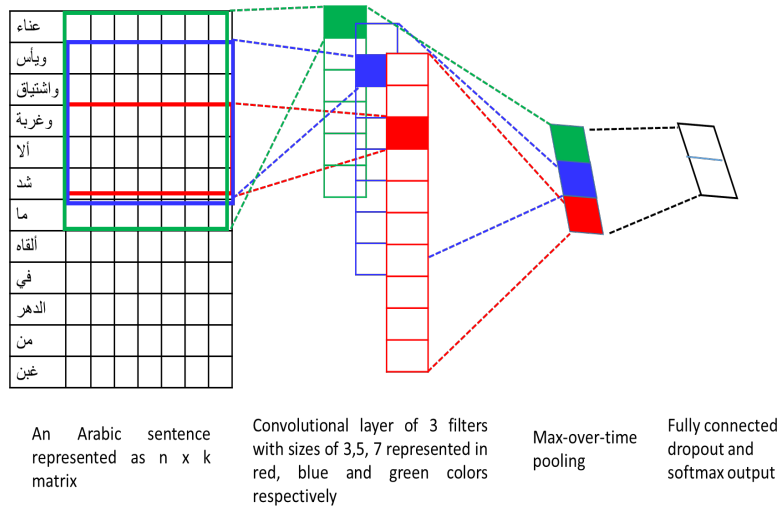 عناء
ويأس
واشتياق
وغربة
ألا
شد
ما
ألقاه
في
الدهر
من
غبن
An Arabic sentence
represented as n x k
matrix
Convolutional layer of 3 filters
with sizes of 3,5, 7 represented in
red, blue and green colors
respectively
Max-over-time
pooling
Fully connected
dropout and
softmax output